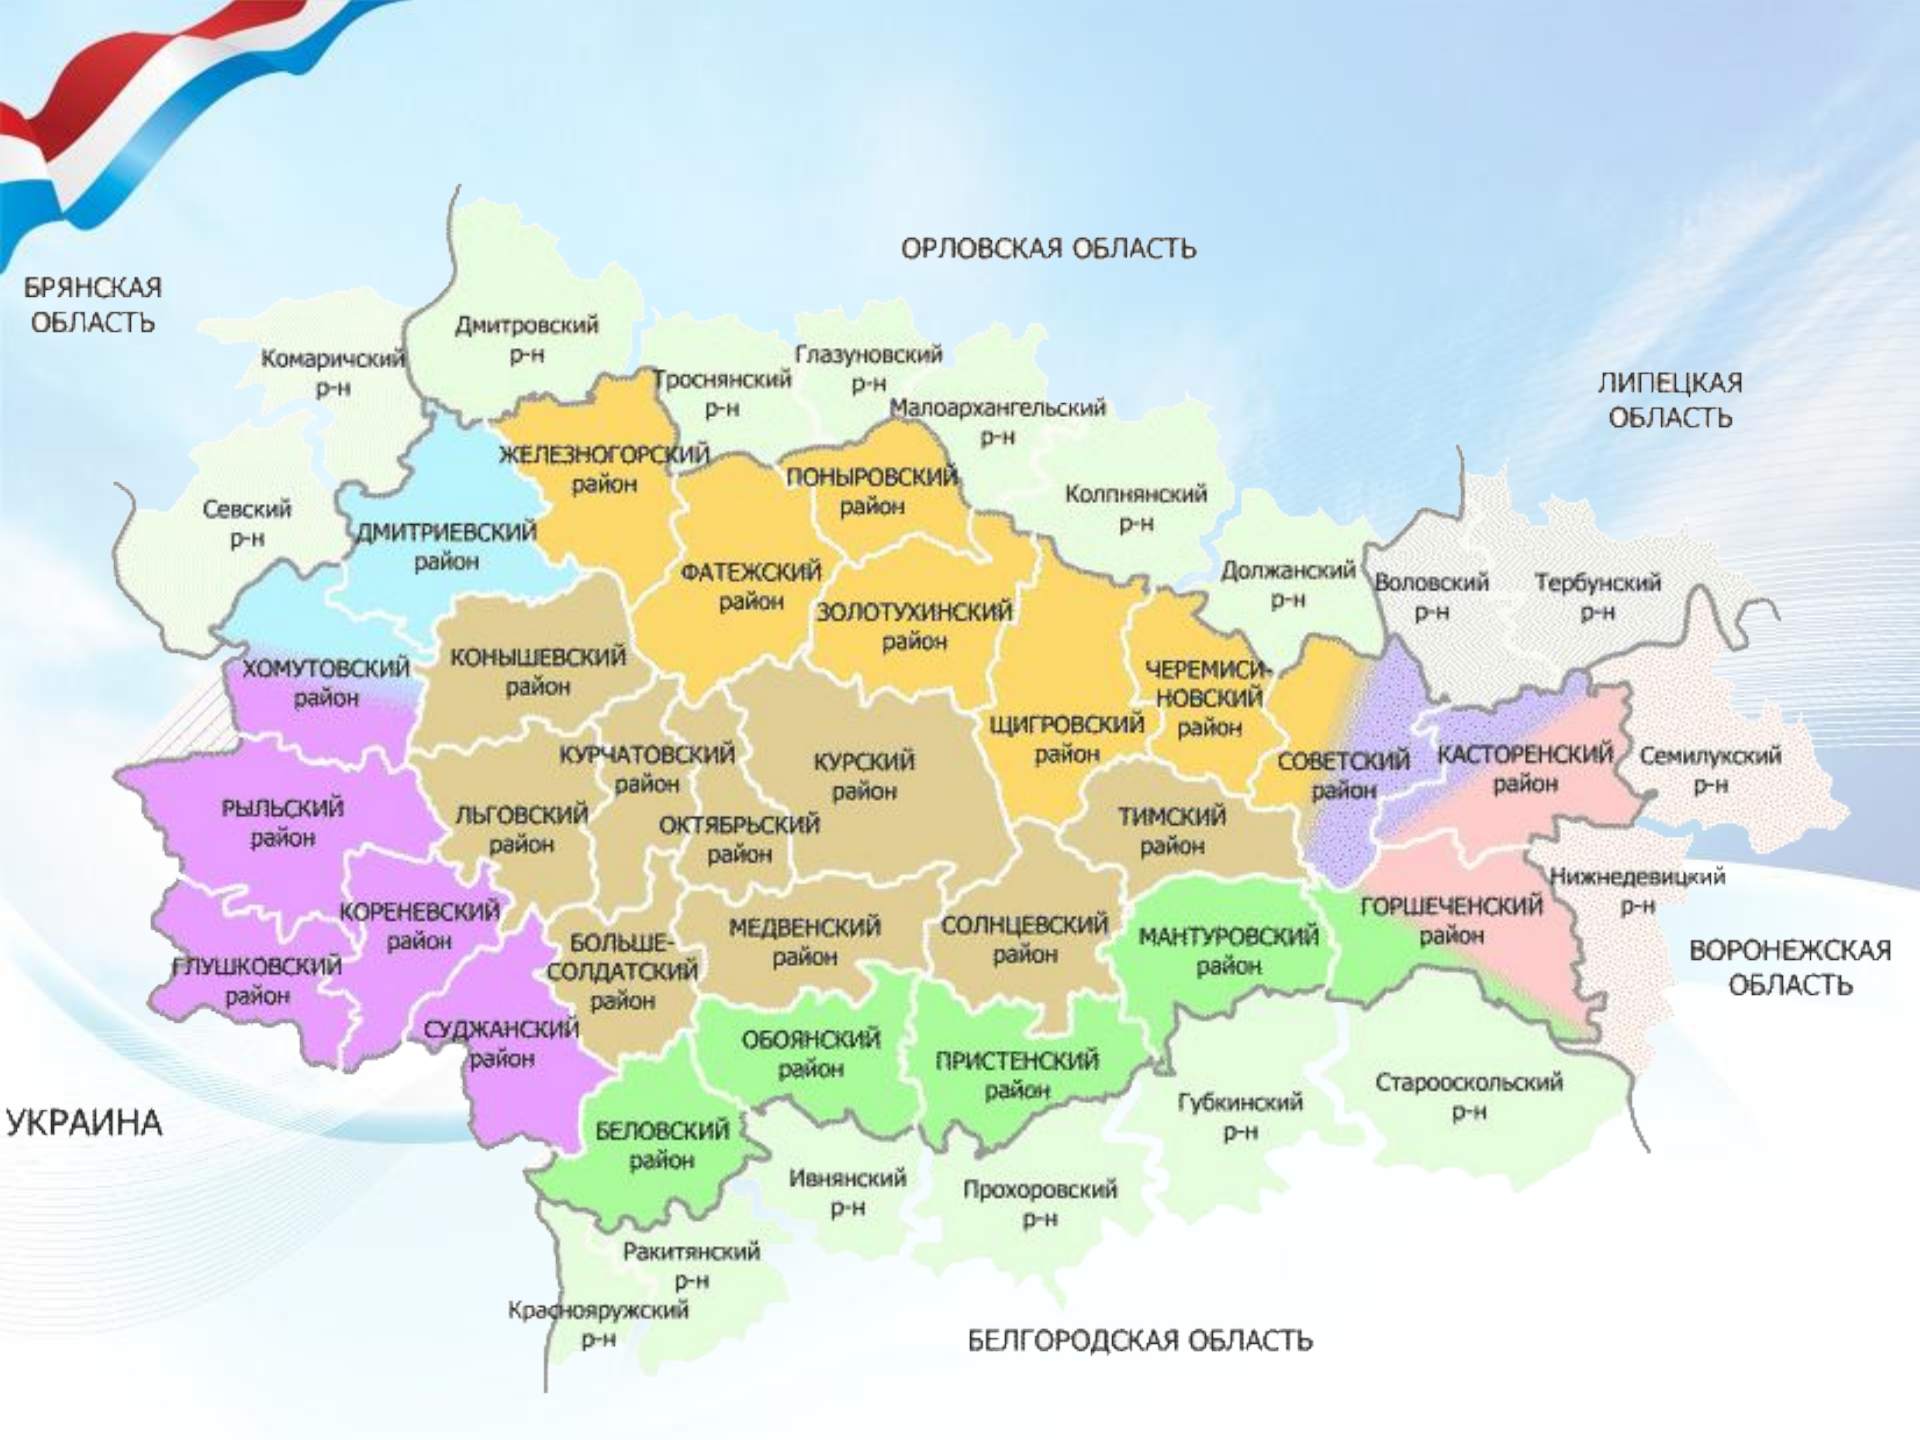 ОРЛОВСКАЯ ОБЛАСТЬ
БРЯНСКАЯ
ОБЛАСТЬ
Дмитровский
р-н
Комаричский
р-н
Троснянский
р-н
Глазуновский
р-н
Малоархангельский
р-н
ЛИПЕЦКАЯ
ОБЛАСТЬ
ЖЕЛЕЗНОГОРСКИЙ
район
ПОНЫРОВСКИЙ
район
Колпнянский
р-н
Севский
р-н
ДМИТРИЕВСКИЙ
район
ФАТЕЖСКИЙ
район
Должанский
р-н
Воловский
р-н
Тербунский
р-н
ЗОЛОТУХИНСКИЙ
район
ХОМУТОВСКИЙ
район
КОНЫШЕВСКИЙ
район
ЧЕРЕМИСИ-
НОВСКИЙ
район
ЩИГРОВСКИЙ
район
КУРЧАТОВСКИЙ
район
КУРСКИЙ
район
СОВЕТСКИЙ
район
КАСТОРЕНСКИЙ
район
Семилукский
р-н
РЫЛЬСКИЙ
район
ЛЬГОВСКИЙ
район
ОКТЯБРЬСКИЙ
район
ТИМСКИЙ
район
Нижнедевицкий
р-н
КОРЕНЕВСКИЙ
район
ГОРШЕЧЕНСКИЙ
район
МЕДВЕНСКИЙ
район
СОЛНЦЕВСКИЙ
район
МАНТУРОВСКИЙ
район
БОЛЬШЕ-
СОЛДАТСКИЙ
район
ВОРОНЕЖСКАЯ
ОБЛАСТЬ
ГЛУШКОВСКИЙ
район
СУДЖАНСКИЙ
район
ОБОЯНСКИЙ
район
ПРИСТЕНСКИЙ
район
Старооскольский
р-н
Губкинский
р-н
УКРАИНА
БЕЛОВСКИЙ
район
Ивнянский
р-н
Прохоровский
р-н
Ракитянский
р-н
Краснояружский
р-н
БЕЛГОРОДСКАЯ ОБЛАСТЬ